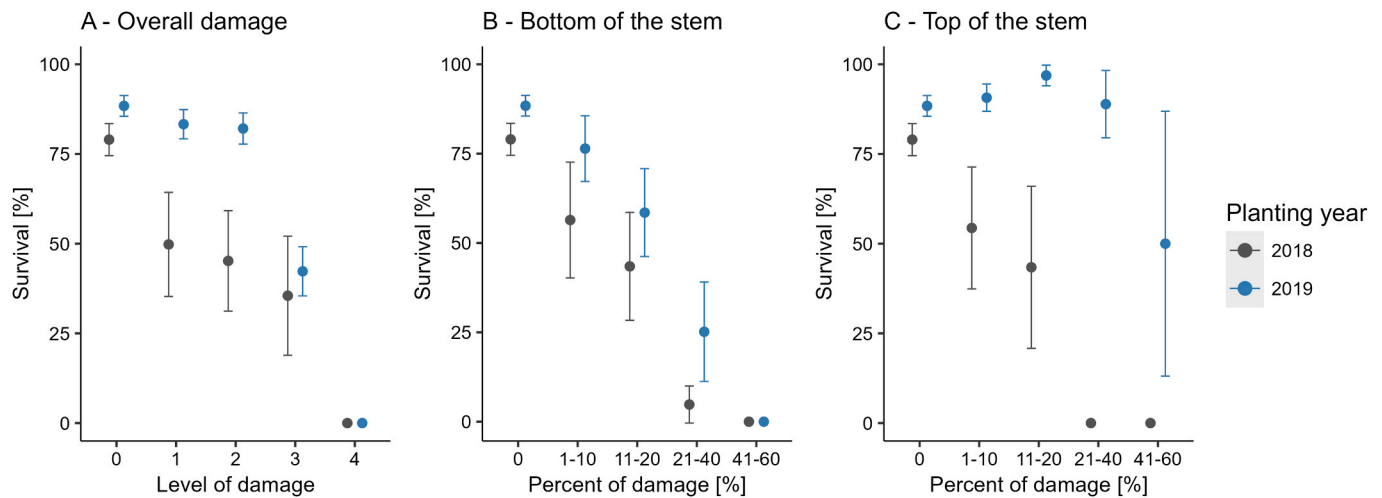 A - Overall damage
100
75
50
25
0
Survival [%]
0 1 2 3 4
Level of damage
B - Bottom of the stem
100
75
50
25
0
Survival [%]
0 1-10 11-20 21-40 41-60
Percent of damage [%]
C - Top of the stem
100
75
50
25
0
Survival [%]
0 1-10 11-20 21-40 41-60
Percent of damage [%]
Planting year
2018
2019